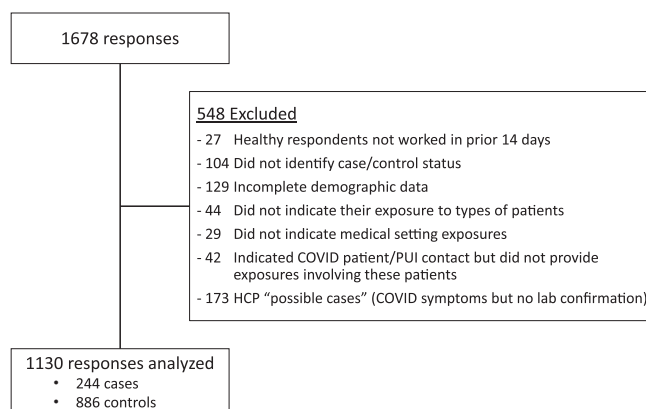 1678 responses
548 Excluded
- 27 Healthy respondents not worked in prior 14 days
- 104 Did not identify case/control status
- 129 Incomplete demographic data
- 44 Did not indicate their exposure to types of patients
- 29 Did not indicate medical setting exposures
- 42 Indicated COVID patient/PUI contact but did not provide
exposures involving these patients
- 173 HCP “possible cases” (COVID symptoms but no lab confirmation)
1130 responses analyzed
• 244 cases
• 886 controls